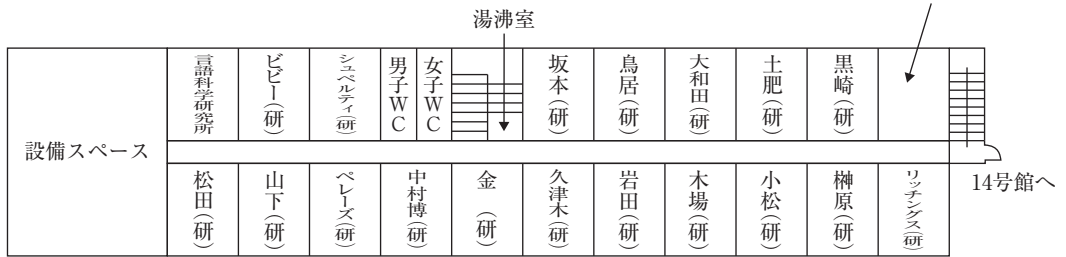 湯沸室
言語科学研究所
ビビー(研)
シュペルティ(研)
男子WC
女子WC
坂本(研)
鳥居(研)
大和田(研)
土肥(研)
黒崎(研)
設備スペース
14号館へ
松田(研)
山下(研)
ペレーズ(研)
中村博(研)
金 (研)
久津木(研)
岩田(研)
木場(研)
小松(研)
榊原(研)
リッチングス(研)